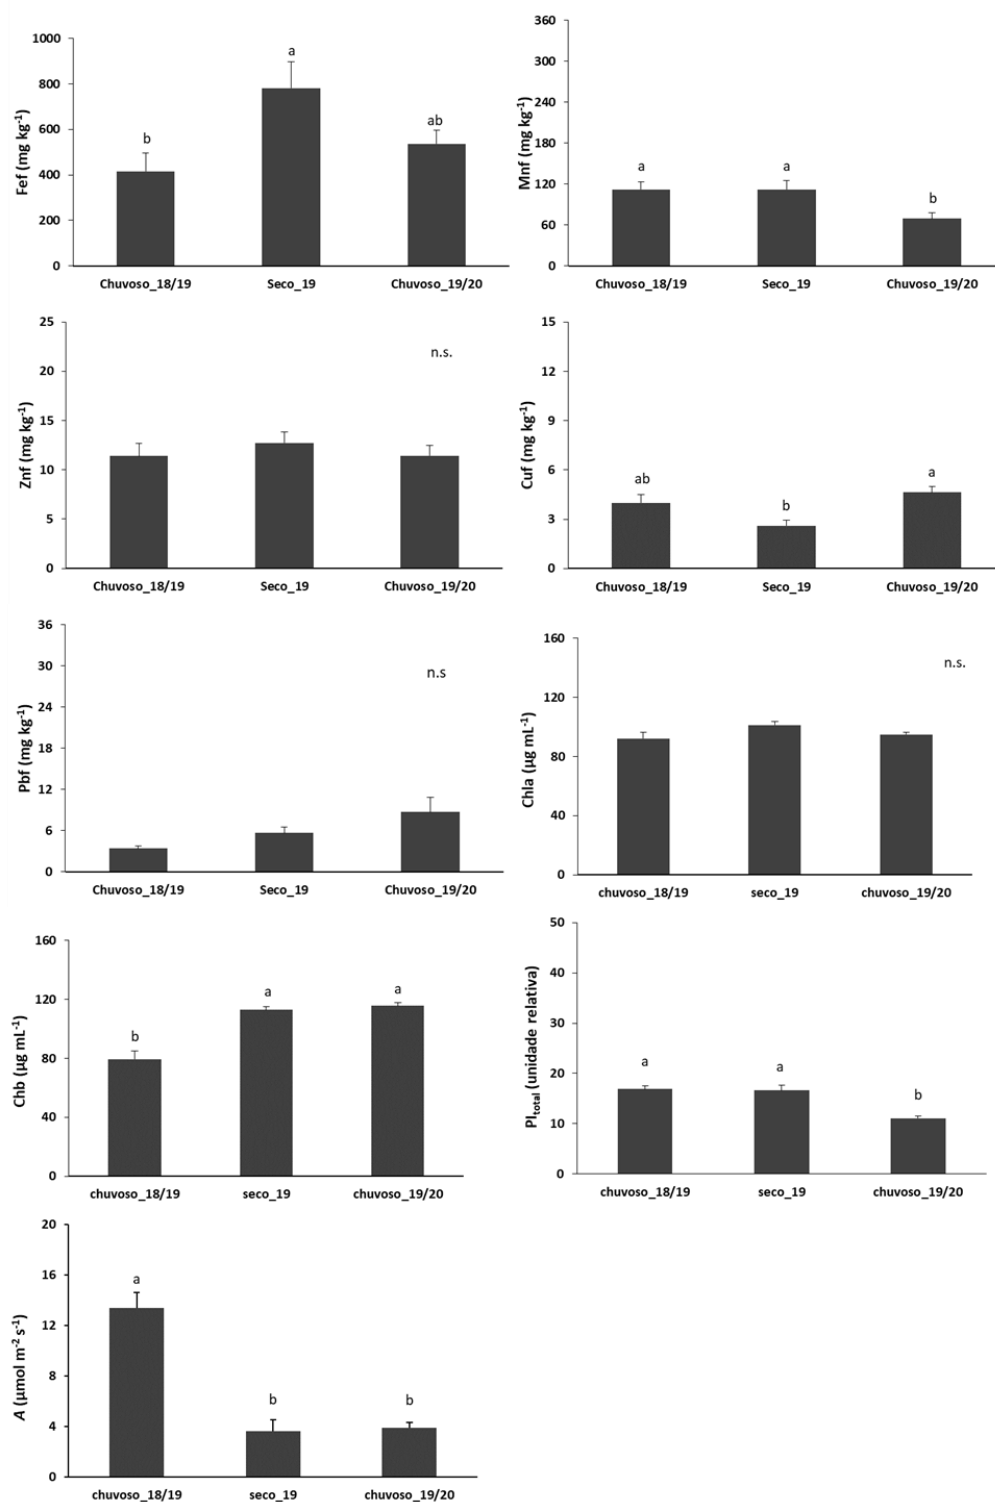 1000
800
600
400
200
0
Fef (mg kg⁻¹)
b
a
ab
Chuvoso_18/19 Seco_19 Chuvoso_19/20
360
300
240
180
120
60
0
Mnf (mg kg⁻¹)
a
a
b
Chuvoso_18/19 Seco_19 Chuvoso_19/20
25
20
15
10
5
0
Znf (mg kg⁻¹)
n.s.
Chuvoso_18/19 Seco_19 Chuvoso_19/20
15
12
9
6
3
0
Cuf (mg kg⁻¹)
ab
b
a
Chuvoso_18/19 Seco_19 Chuvoso_19/20
36
30
24
18
12
6
0
Pbf (mg kg⁻¹)
n.s
Chuvoso_18/19 Seco_19 Chuvoso_19/20
160
120
80
40
0
Chla (µg mL⁻¹)
n.s.
chuvoso_18/19 seco_19 chuvoso_19/20
160
120
80
40
0
Chb (µg mL⁻¹)
b
a
a
chuvoso_18/19 seco_19 chuvoso_19/20
50
40
30
20
10
0
PI total (unidade relativa)
a
a
b
chuvoso_18/19 seco_19 chuvoso_19/20
20
16
12
8
4
0
A (µmol m⁻² s⁻¹)
a
b
b
chuvoso_18/19 seco_19 chuvoso_19/20